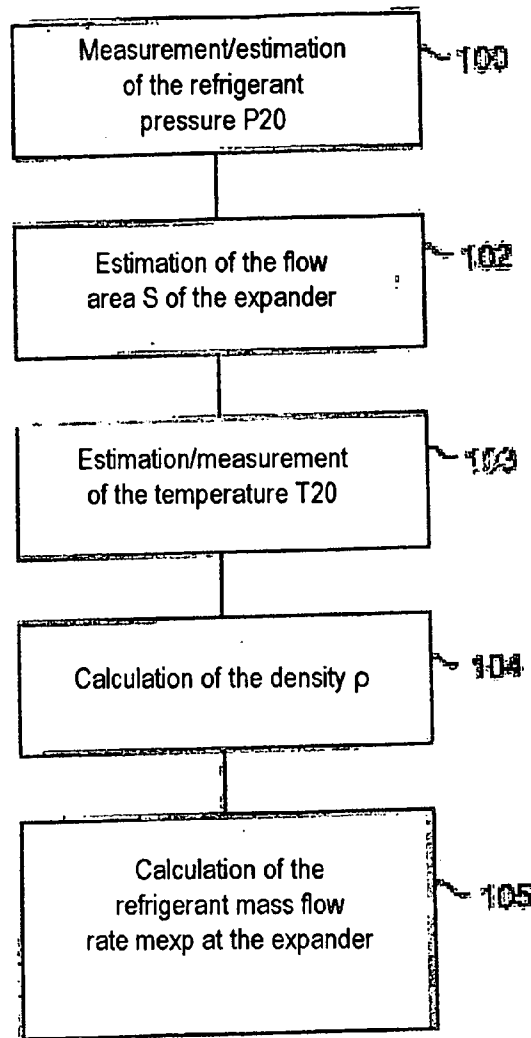 Measurement/estimation
of the refrigerant
pressure P20
100
Estimation of the flow
area S of the expander
102
Estimation/measurement
of the temperature T20
103
Calculation of the density ρ
104
Calculation of the
refrigerant mass flow
rate mexp at the expander
105